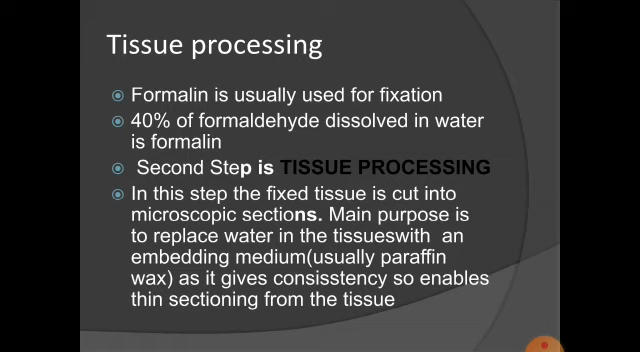 Tissue processing
Formalin is usually used for fixation
40% of formaldehyde dissolved in water
is formalin
Second Step is TISSUE PROCESSING
In this step the fixed tissue is cut into
microscopic sections. Main purpose is
to replace water in the tissueswith an
embedding medium(usually paraffin
wax) as it gives consisstency so enables
thin sectioning from the tissue